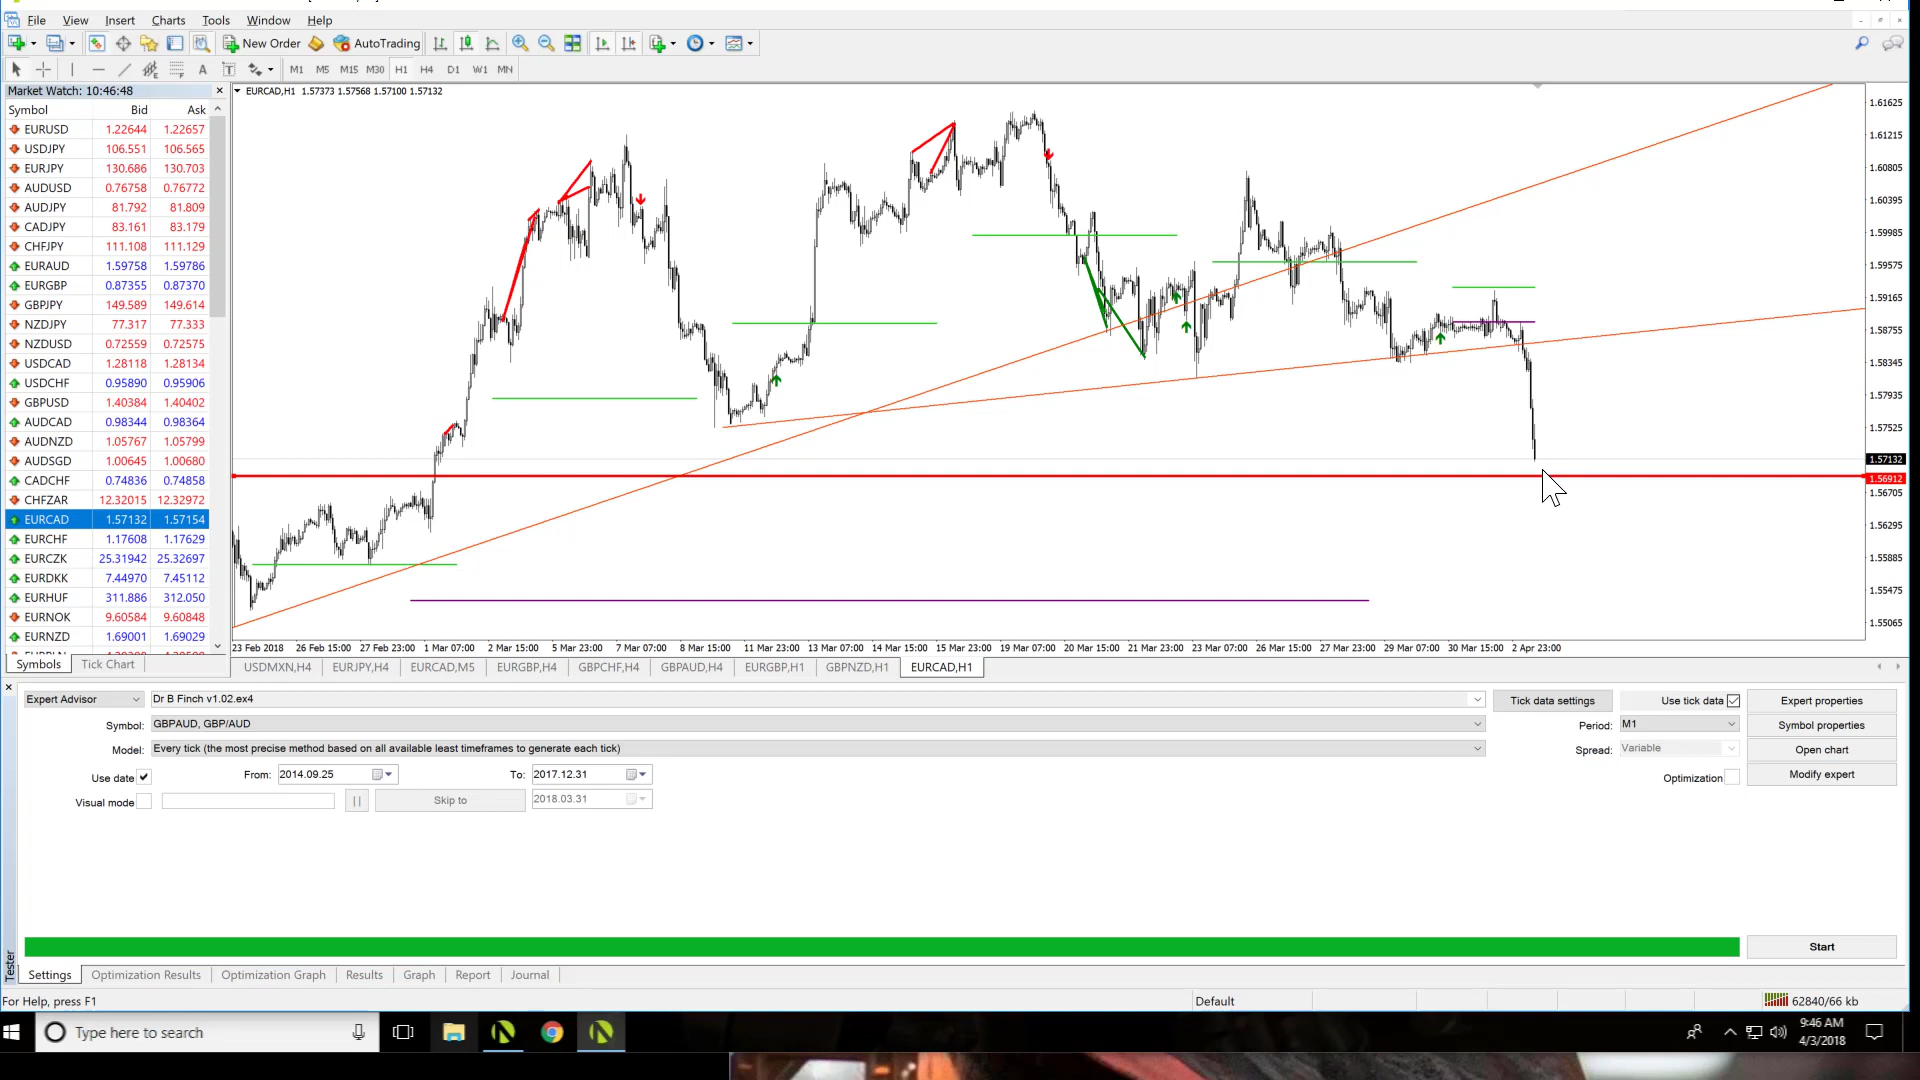 File View Insert Charts Tools Window Help
New Order AutoTrading
A T M1 M5 M15 M30 H1 H4 D1 W1 MN
Market Watch: 10:46:48
Symbol Bid Ask
EURUSD 1.22644 1.22657
USDJPY 106.551 106.565
EURJPY 130.686 130.703
AUDUSD 0.76758 0.76772
AUDJPY 81.792 81.809
CADJPY 83.161 83.179
CHFJPY 111.108 111.129
EURAUD 1.59758 1.59786
EURGBP 0.87355 0.87370
GBPJPY 149.589 149.614
NZDJPY 77.317 77.333
NZDUSD 0.72559 0.72575
USDCAD 1.28118 1.28134
USDCHF 0.95890 0.95906
GBPUSD 1.40384 1.40402
AUDCAD 0.98344 0.98364
AUDNZD 1.05767 1.05799
AUDSGD 1.00645 1.00680
CADCHF 0.74836 0.74858
CHFZAR 12.32015 12.32972
EURCAD 1.57132 1.57154
EURCHF 1.17608 1.17629
EURCZK 25.31942 25.32697
EURDKK 7.44970 7.45112
EURHUF 311.886 312.050
EURNOK 9.60584 9.60848
EURNZD 1.69001 1.69029
Symbols Tick Chart
EURCAD,H1 1.57373 1.57568 1.57100 1.57132
1.61625
1.61215
1.60805
1.60395
1.59985
1.59575
1.59165
1.58755
1.58345
1.57935
1.57525
1.57132
1.56912
1.56705
1.56295
1.55885
1.55475
1.55065
23 Feb 2018 26 Feb 15:00 27 Feb 23:00 1 Mar 07:00 2 Mar 15:00 5 Mar 23:00 7 Mar 07:00 8 Mar 15:00 11 Mar 23:00 13 Mar 07:00 14 Mar 15:00 15 Mar 23:00 19 Mar 07:00 20 Mar 15:00 21 Mar 23:00 23 Mar 07:00 26 Mar 15:00 27 Mar 23:00 29 Mar 07:00 30 Mar 15:00 2 Apr 23:00
USDMXN,H4 EURJPY,H4 EURCAD,M5 EURGBP,H4 GBPCHF,H4 GBPAUD,H4 EURGBP,H1 GBPNZD,H1 EURCAD,H1
Expert Advisor Dr B Finch v1.02.ex4 Tick data settings Use tick data Expert properties
Symbol: GBPAUD, GBP/AUD Period: M1 Symbol properties
Model: Every tick (the most precise method based on all available least timeframes to generate each tick) Spread: Variable Open chart
Use date From: 2014.09.25 To: 2017.12.31 Optimization Modify expert
Visual mode Skip to 2018.03.31
Start
Tester
Settings Optimization Results Optimization Graph Results Graph Report Journal
For Help, press F1 Default 62840/66 kb
Type here to search 9:46 AM
4/3/2018